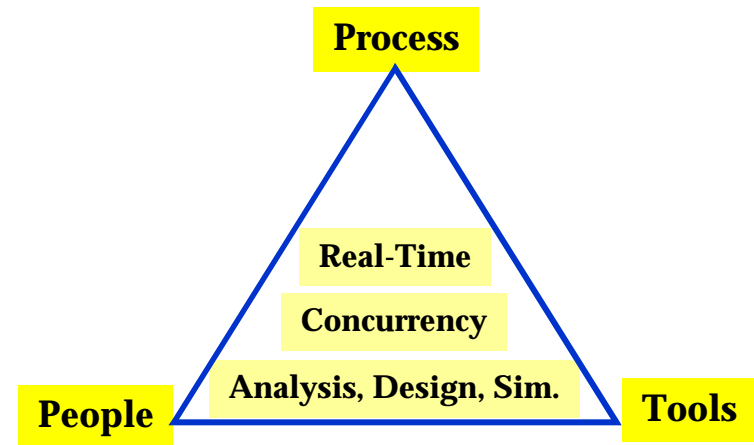 Process
Real-Time
Concurrency
Analysis, Design, Sim.
People
Tools